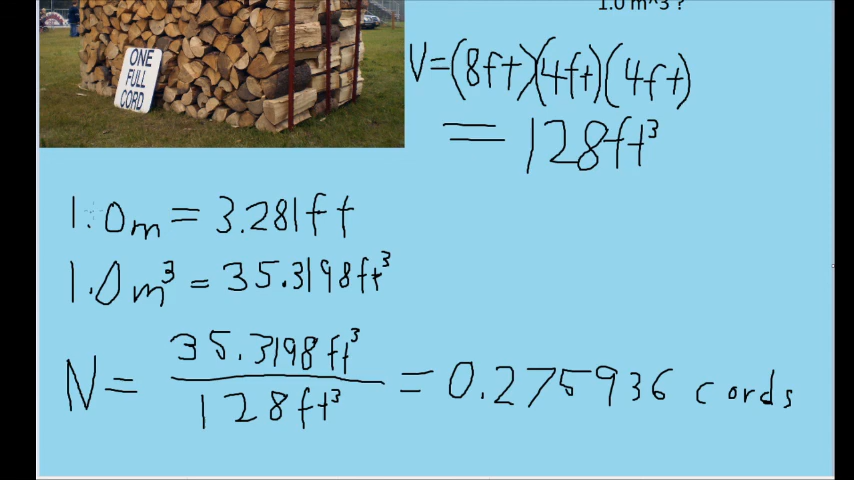 1.0 m^3 ?
ONE
FULL
CORD
V=(8ft)(4ft)(4ft)
=128ft³
1.0m=3.281ft
1.0m³=35.3198ft³
N= 35.3198ft³ / 128ft³ =0.275936 cords